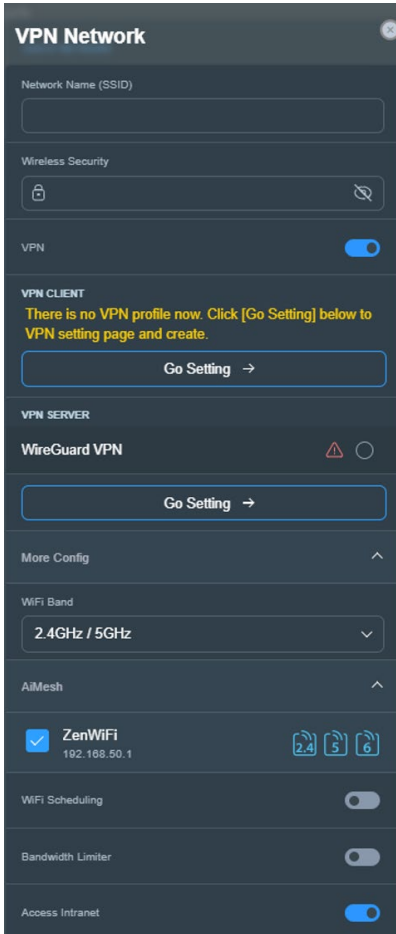 VPN Network
Network Name (SSID)
Wireless Security
VPN
VPN CLIENT
There is no VPN profile now. Click [Go Setting] below to
VPN setting page and create.
Go Setting →
VPN SERVER
WireGuard VPN
Go Setting →
More Config
WiFi Band
2.4GHz / 5GHz
AiMesh
ZenWiFi
2.4 5 6
192.168.50.1
WiFi Scheduling
Bandwidth Limiter
Access Intranet